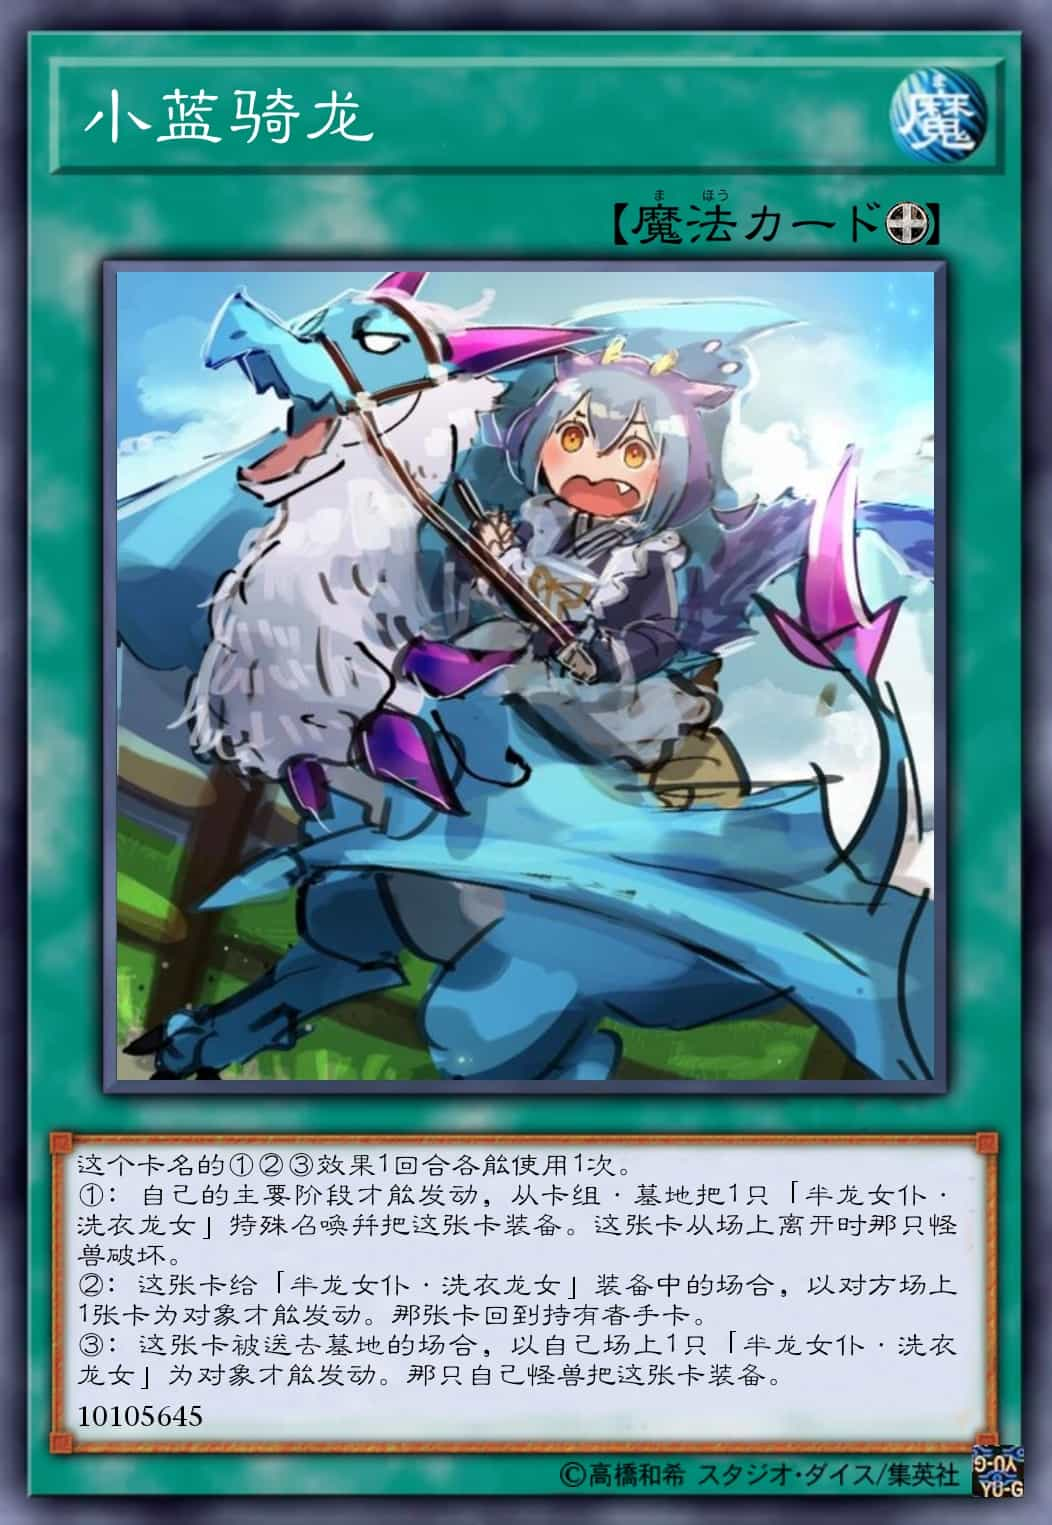 小蓝骑龙
魔
ま ほう
【魔法カード】
这个卡名的①②③效果1回合各能使用1次。
①：自己的主要阶段才能发动，从卡组·墓地把1只「半龙女仆·
洗衣龙女」特殊召唤并把这张卡装备。这张卡从场上离开时那只怪
兽破坏。
②：这张卡给「半龙女仆·洗衣龙女」装备中的场合，以对方场上
1张卡为对象才能发动。那张卡回到持有者手卡。
③：这张卡被送去墓地的场合，以自己场上1只「半龙女仆·洗衣
龙女」为对象才能发动。那只自己怪兽把这张卡装备。
10105645
©高橋和希 スタジオ·ダイス/集英社
YU-G
YU-G